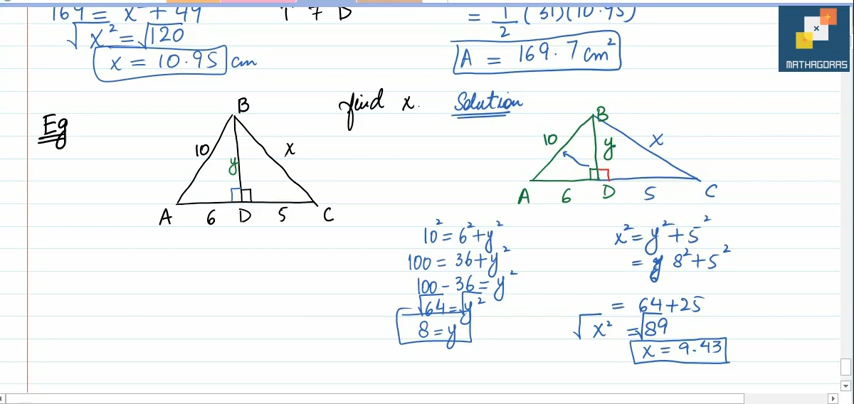 169 = x² + 49
√x² = √120
x = 10.95 cm
= 1/2 (31)(10.95)
A = 169.7 cm²
MATHAGORAS
Eg
find x.
Solution
B
10
y
x
A
6
D
5
C
B
10
y
x
A
6
D
5
C
10² = 6² + y²
100 = 36 + y²
100 - 36 = y²
√64 = √y²
8 = y
x² = y² + 5²
= 8² + 5²
= 64 + 25
√x² = √89
x = 9.43